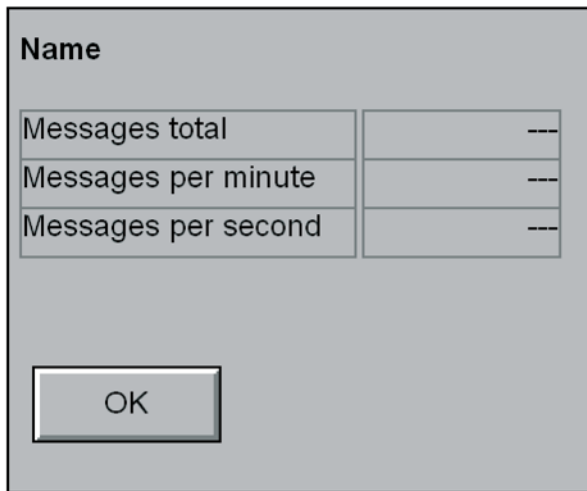 Name
Messages total ---
Messages per minute ---
Messages per second ---
OK